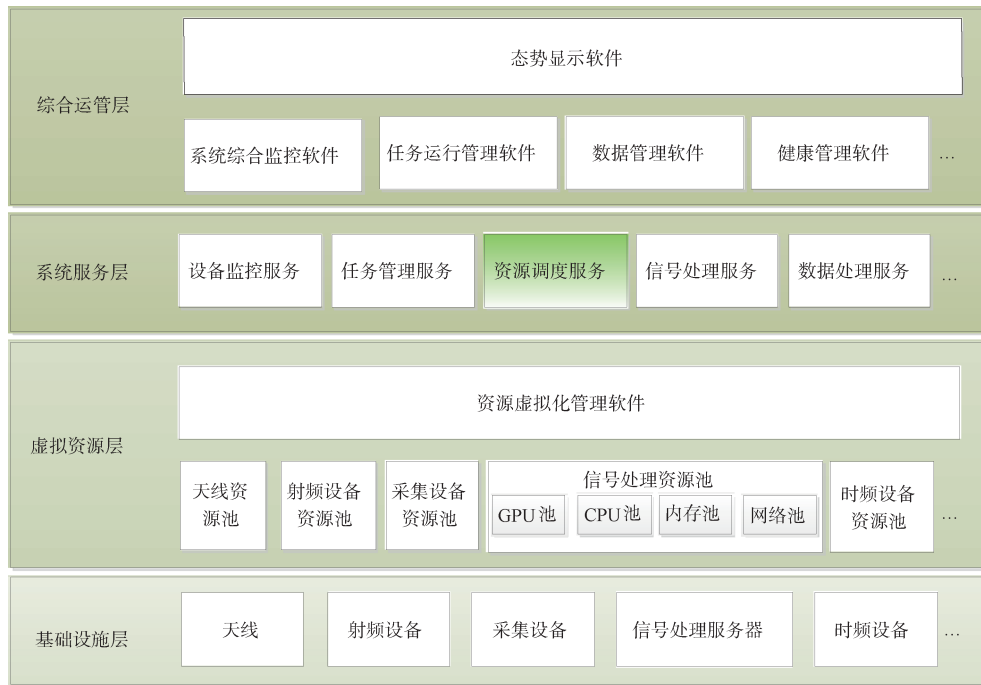 态势显示软件
综合运管层
系统综合监控软件
任务运行管理软件
数据管理软件
健康管理软件
…
系统服务层
设备监控服务
任务管理服务
资源调度服务
信号处理服务
数据处理服务
…
资源虚拟化管理软件
虚拟资源层
天线资
源池
射频设备
资源池
采集设备
资源池
信号处理资源池
GPU池
CPU池
内存池
网络池
时频设备
资源池
…
基础设施层
天线
射频设备
采集设备
信号处理服务器
时频设备
…